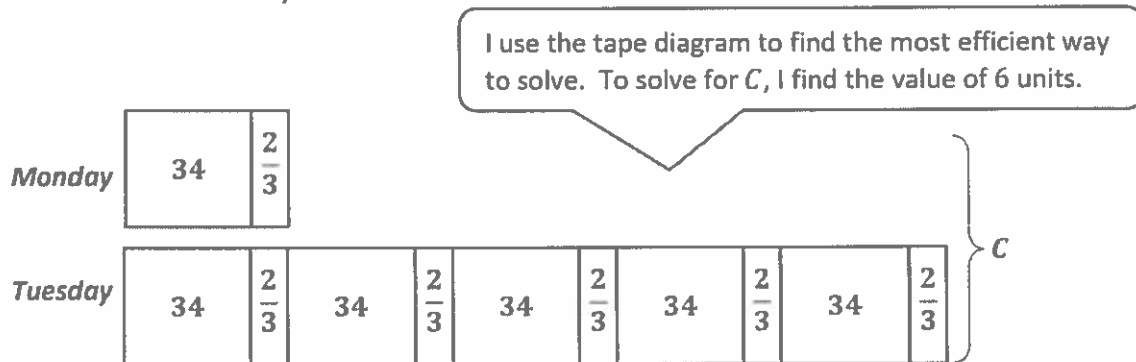 I use the tape diagram to find the most efficient way
to solve. To solve for C, I find the value of 6 units.
Monday 34 2/3
Tuesday 34 2/3 34 2/3 34 2/3 34 2/3 34 2/3 C